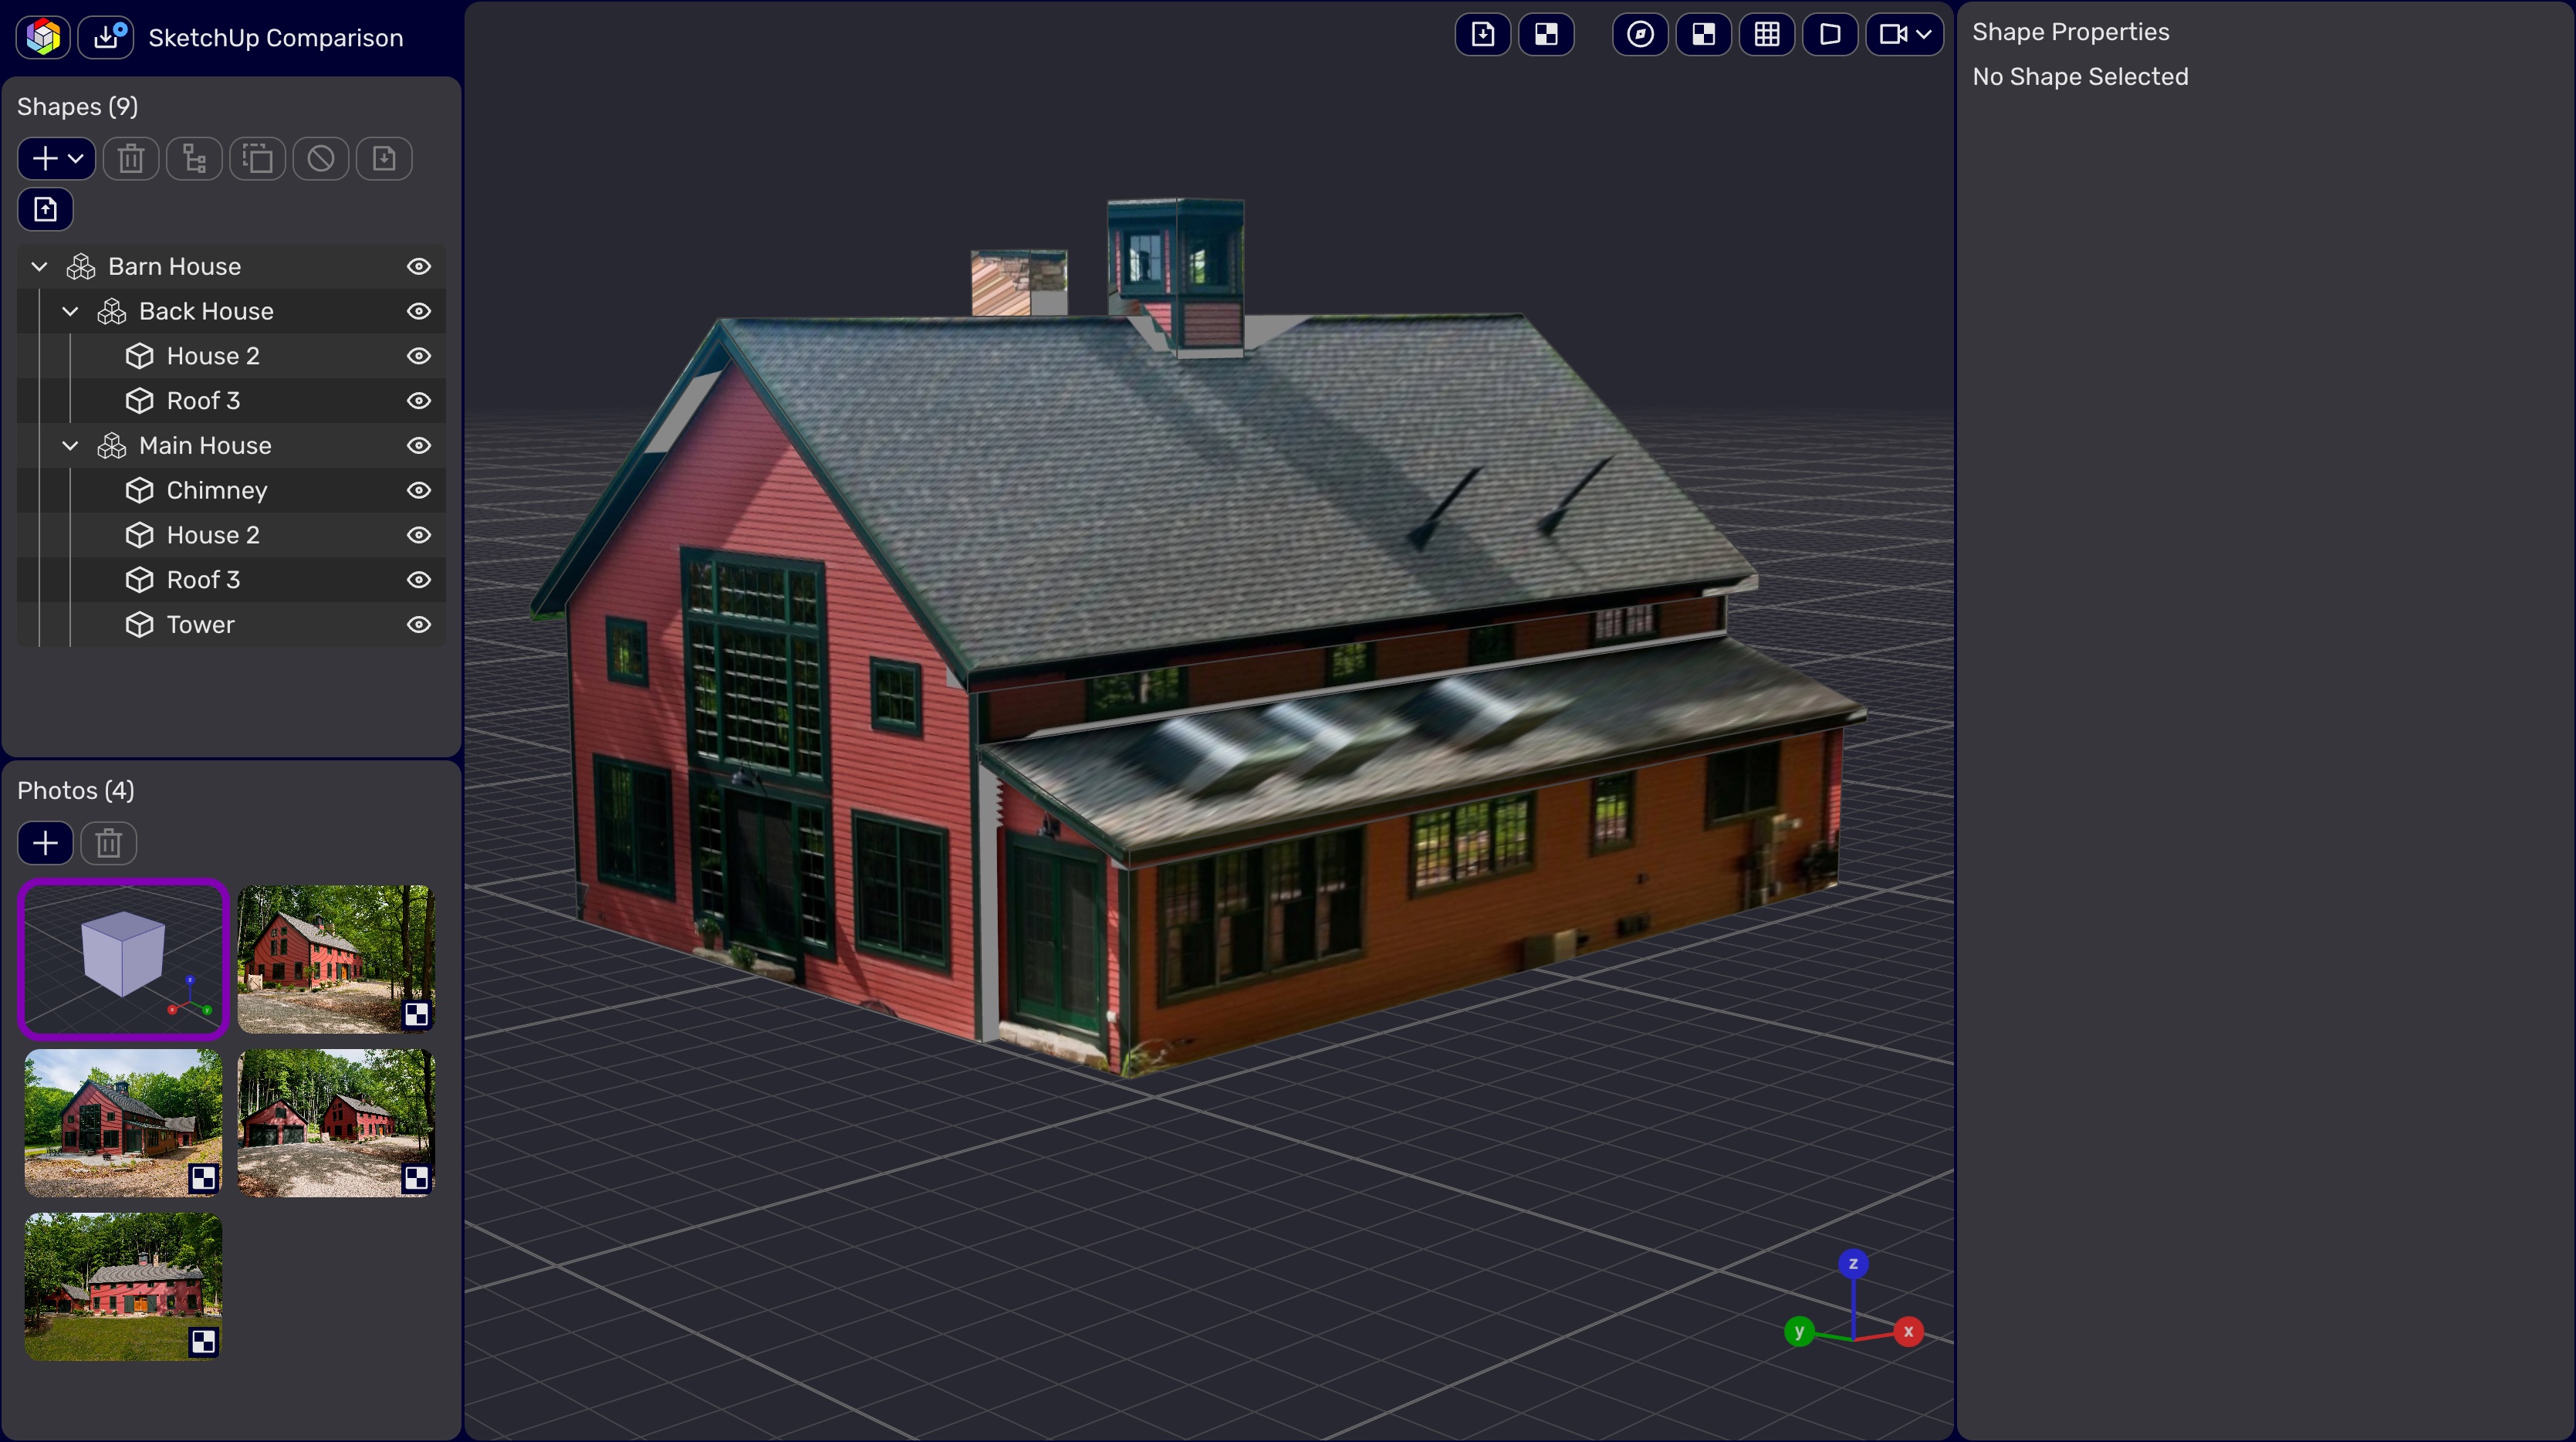 SketchUp Comparison
Shapes (9)
Barn House
Back House
House 2
Roof 3
Main House
Chimney
House 2
Roof 3
Tower
Photos (4)
Shape Properties
No Shape Selected
z
y
x